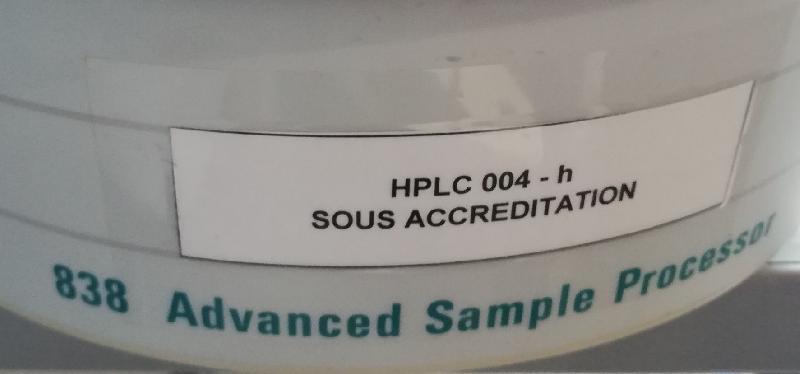 HPLC 004 - h
SOUS ACCREDITATION
838 Advanced Sample Processor